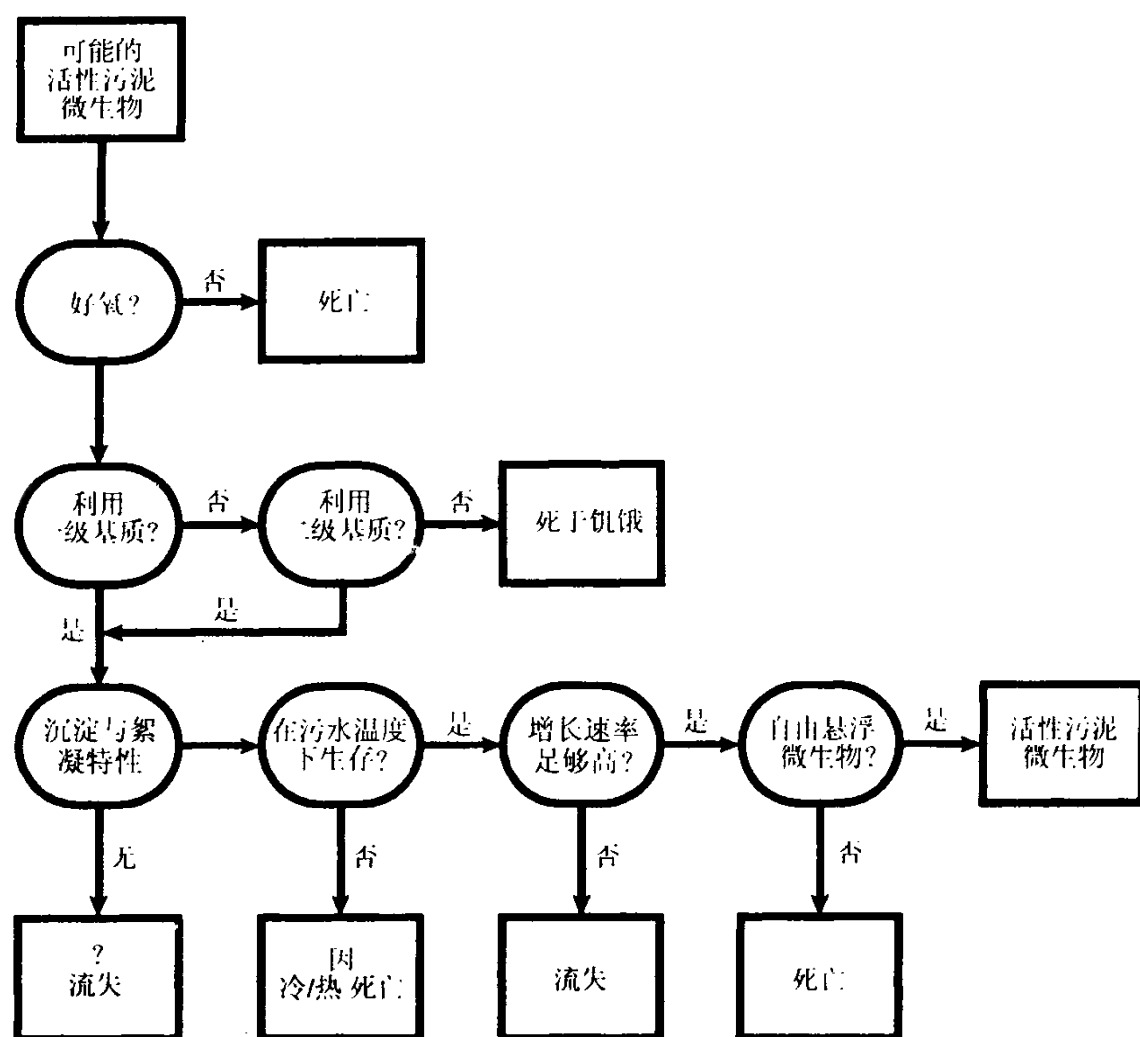 可能的
活性污泥
微生物
好氧?
否
死亡
利用
一级基质?
否
利用
二级基质?
否
死于饥饿
是
是
沉淀与絮
凝特性
在污水温度
下生存?
是
增长速率
足够高?
是
自由悬浮
微生物?
是
活性污泥
微生物
无
否
否
否
?
流失
因
冷/热 死亡
流失
死亡